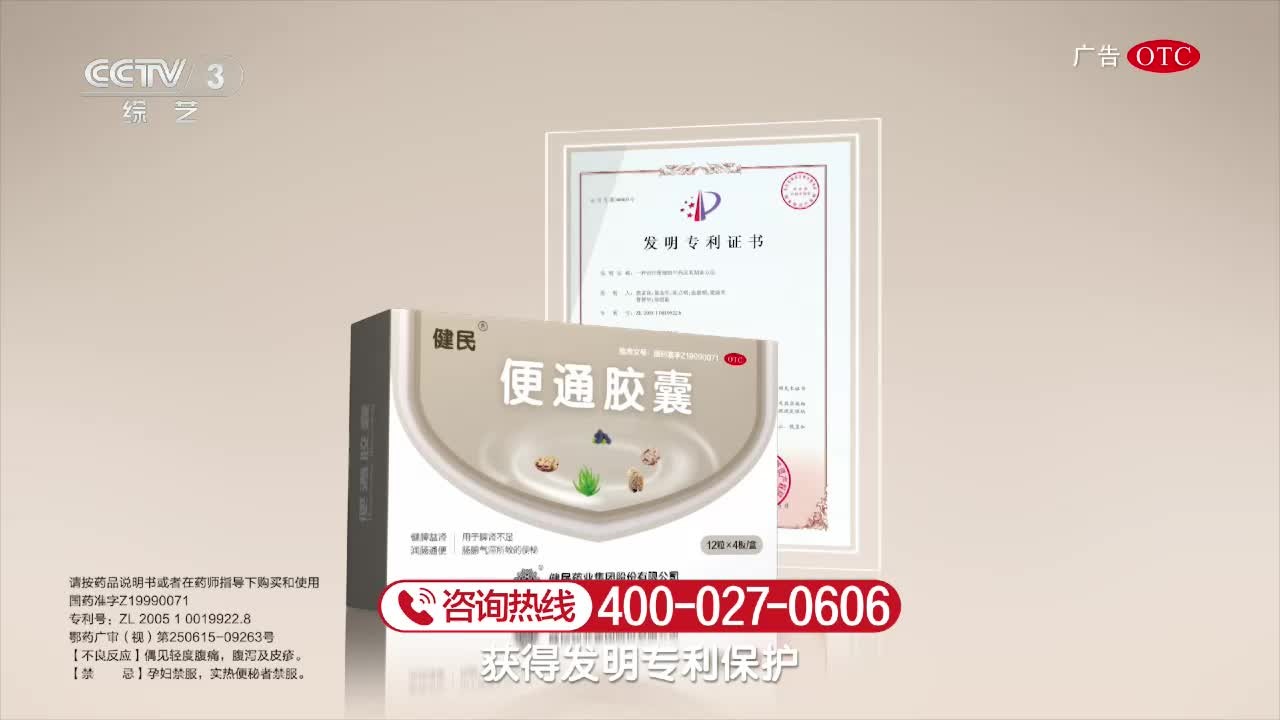 CCTV 3
综艺
广告 OTC
发明专利证书
ZL 2005 1 0019922.8
健民®
批准文号：国药准字Z19990071 OTC
便通胶囊
健脾益肾
润肠通便
用于脾肾不足
肠腑气滞所致的便秘
12粒×4板/盒
健民药业集团股份有限公司
请按药品说明书或者在药师指导下购买和使用
国药准字Z19990071
专利号：ZL 2005 1 0019922.8
鄂药广审（视）第250615-09263号
【不良反应】偶见轻度腹痛，腹泻及皮疹。
【禁 忌】孕妇禁服，实热便秘者禁服。
咨询热线 400-027-0606
获得发明专利保护